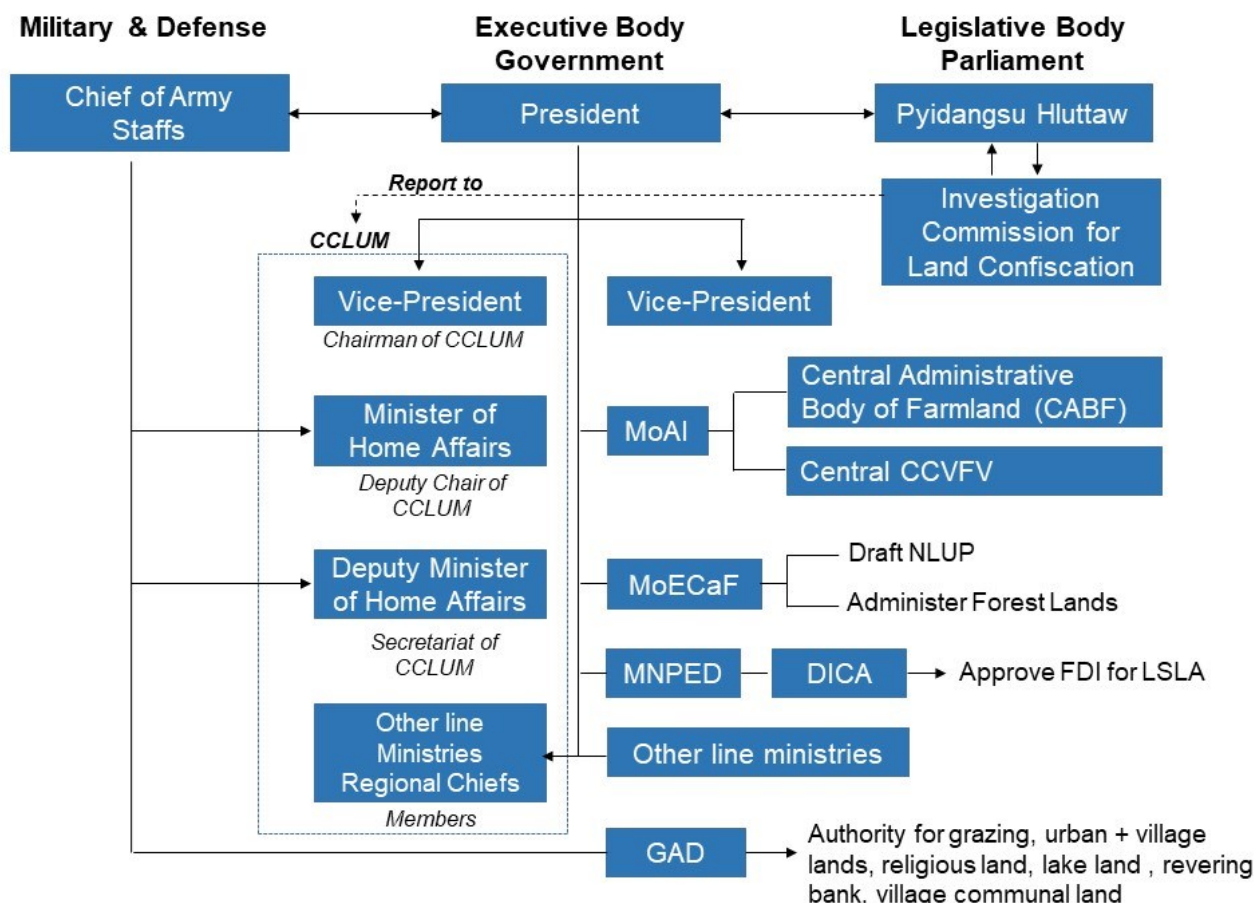 Military & Defense
Executive Body
Government
Legislative Body
Parliament
Chief of Army
Staffs
President
Pyidangsu Hluttaw
Report to
Investigation
Commission for
Land Confiscation
CCLUM
Vice-President
Chairman of CCLUM
Vice-President
Minister of
Home Affairs
Deputy Chair of
CCLUM
MoAI
Central Administrative
Body of Farmland (CABF)
Central CCVFV
Deputy Minister
of Home Affairs
Secretariat of
CCLUM
MoECaF
Draft NLUP
Administer Forest Lands
MNPED
DICA
Approve FDI for LSLA
Other line
Ministries
Regional Chiefs
Members
Other line ministries
GAD
Authority for grazing, urban + village
lands, religious land, lake land , revering
bank, village communal land